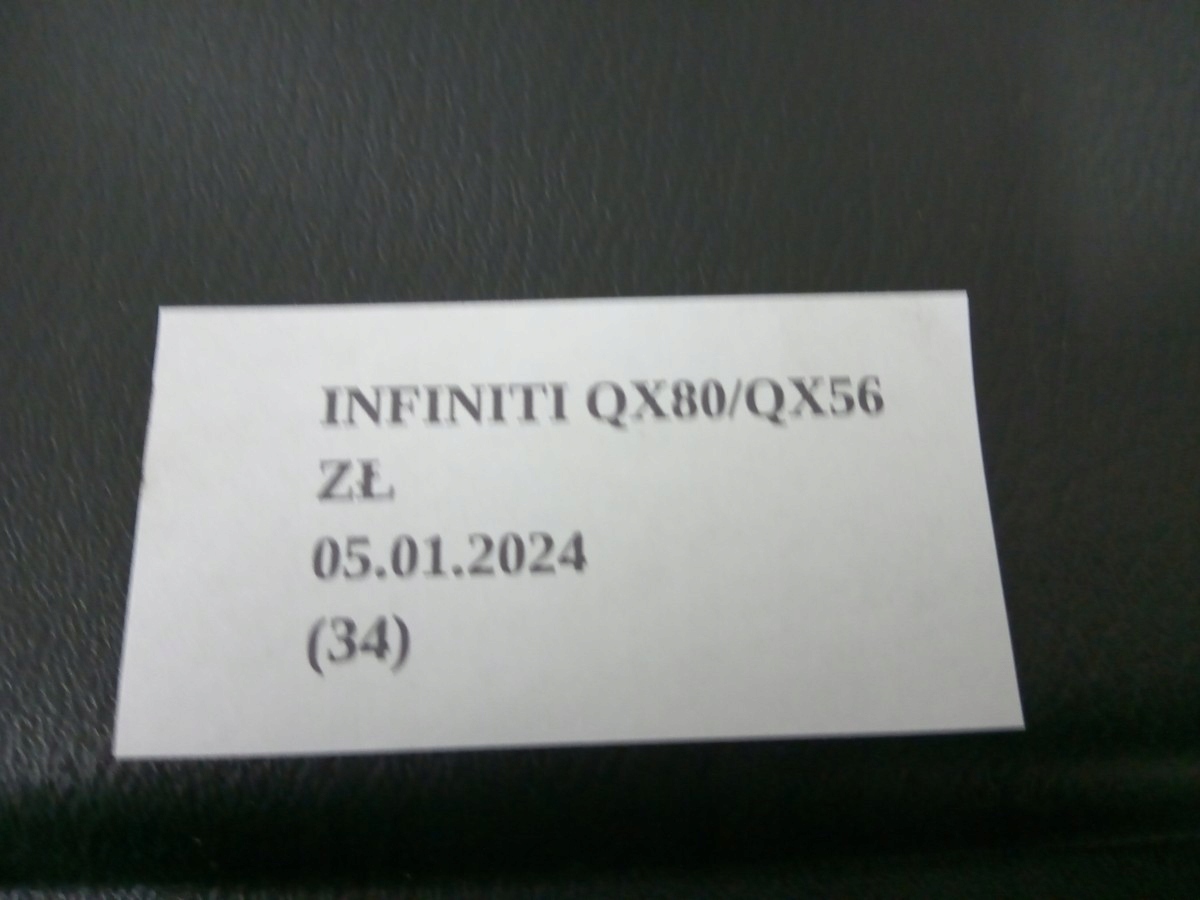 INFINITI QX80/QX56
ZŁ
05.01.2024
(34)